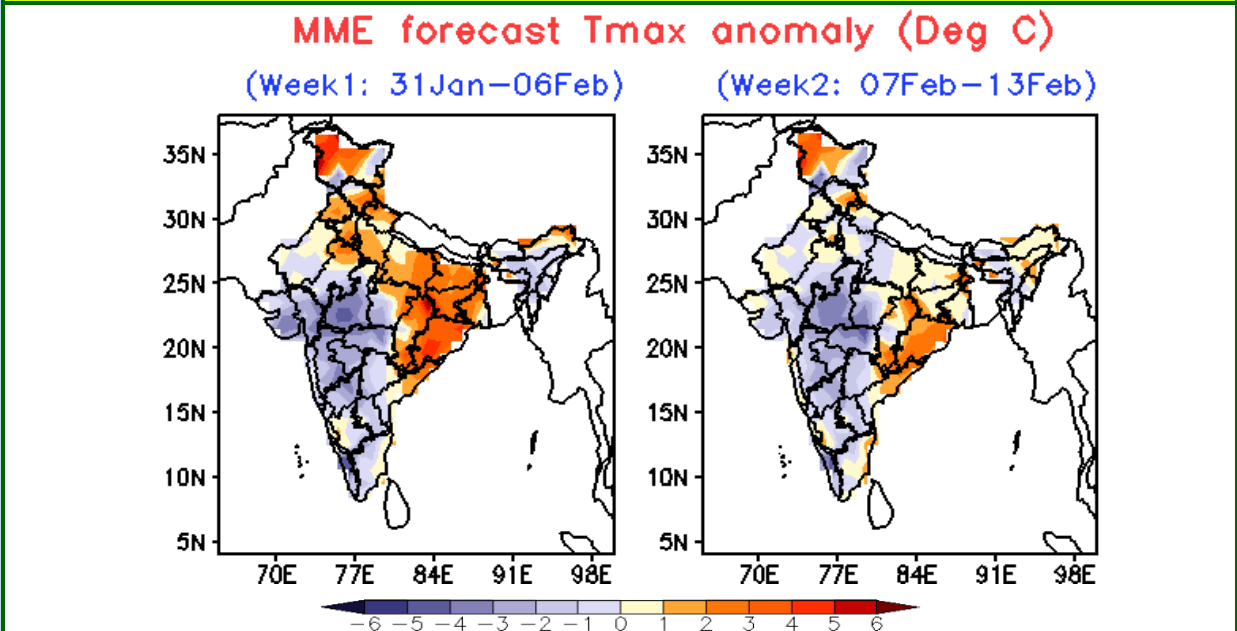 MME forecast Tmax anomaly (Deg C)
(Week1: 31Jan−06Feb)
(Week2: 07Feb−13Feb)
35N
30N
25N
20N
15N
10N
5N
70E 77E 84E 91E 98E
35N
30N
25N
20N
15N
10N
5N
70E 77E 84E 91E 98E
−6 −5 −4 −3 −2 −1 0 1 2 3 4 5 6